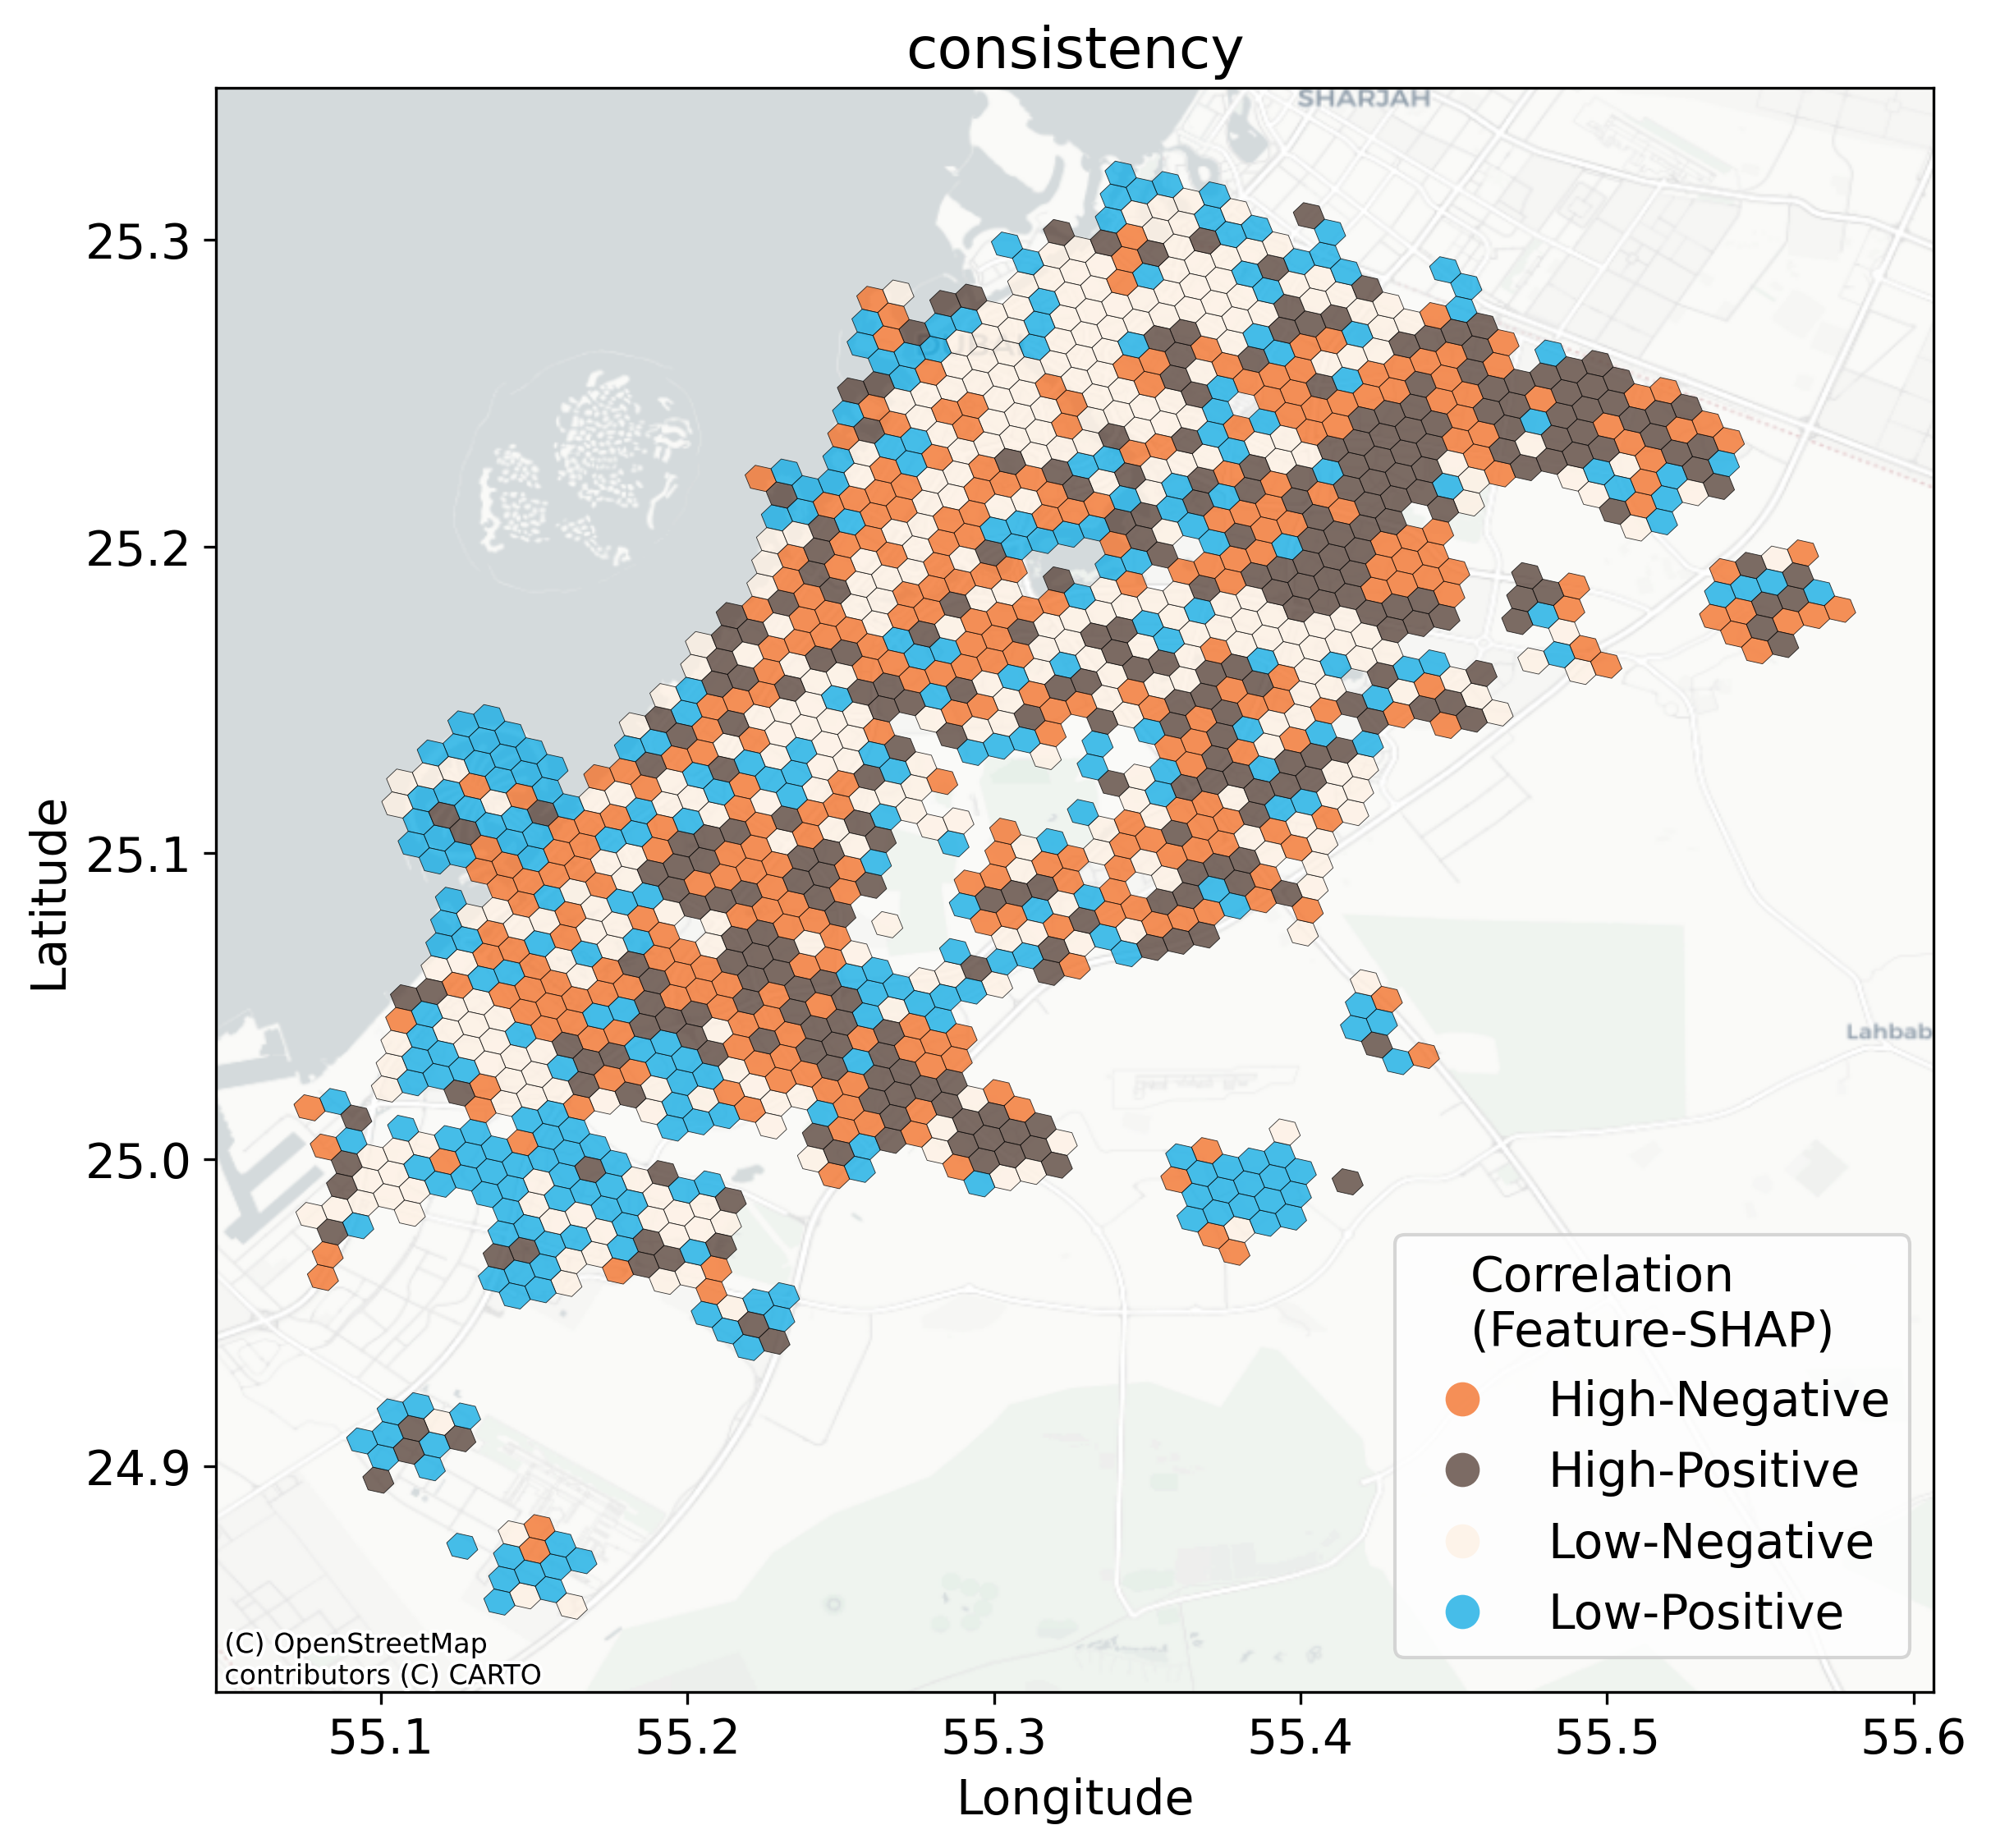 consistency
SHARJAH
DUBAI
Lahbab
25.3
25.2
25.1
25.0
24.9
Latitude
55.1
55.2
55.3
55.4
55.5
55.6
Longitude
Correlation
(Feature-SHAP)
High-Negative
High-Positive
Low-Negative
Low-Positive
(C) OpenStreetMap
contributors (C) CARTO